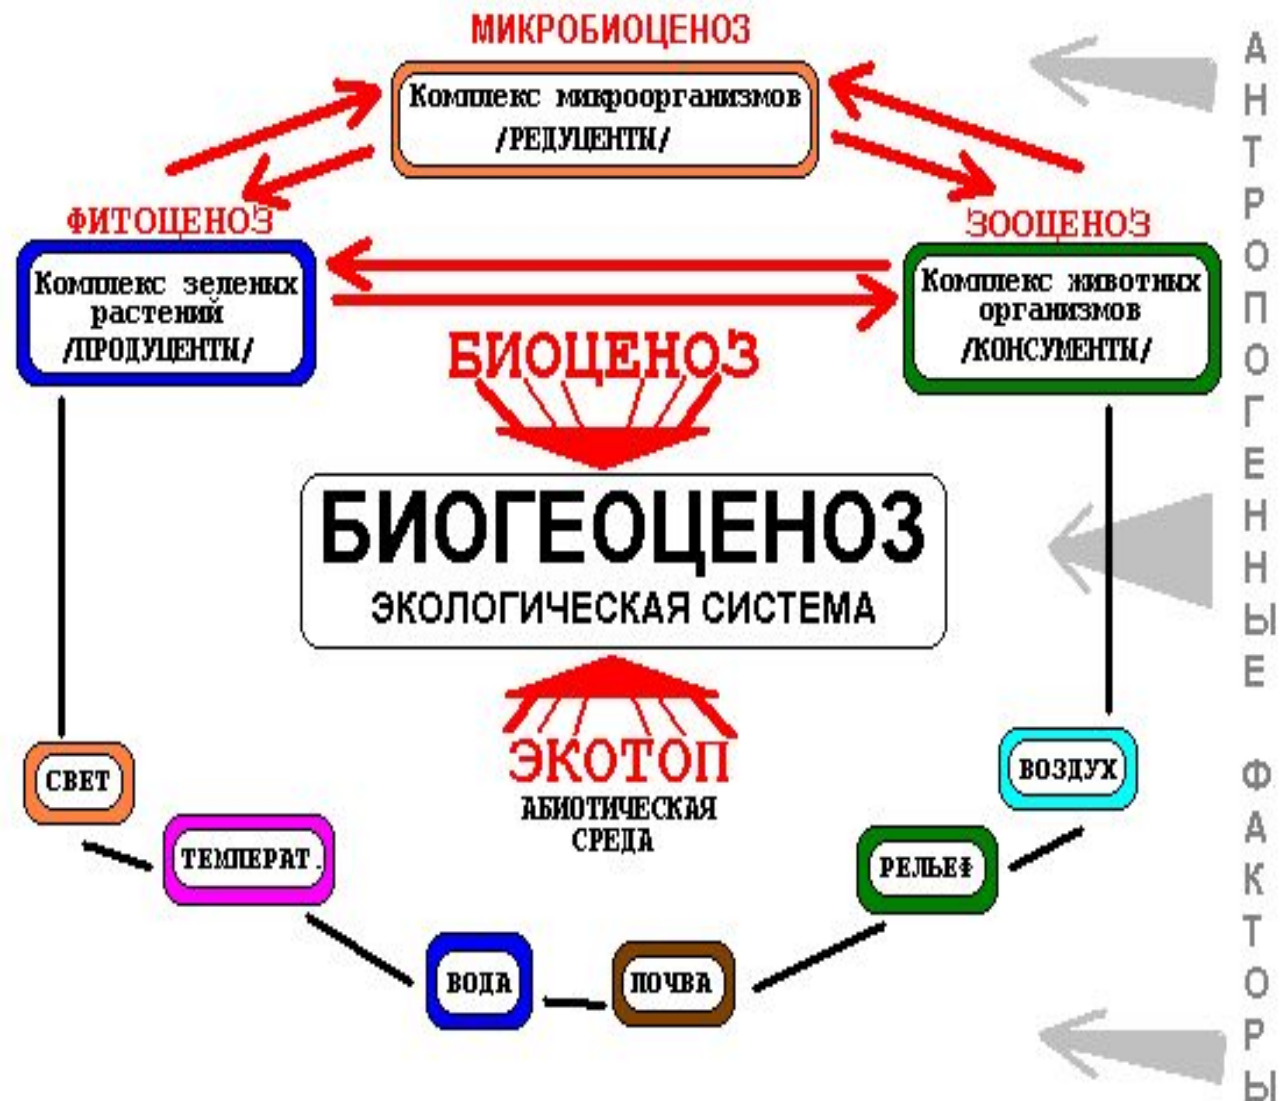 МИКРОБИОЦЕНОЗ
Комплекс микроорганизмов
/РЕДУЦЕНТЫ/
ФИТОЦЕНОЗ
Комплекс зеленых
растений
/ПРОДУЦЕНТЫ/
ЗООЦЕНОЗ
Комплекс животных
организмов
/КОНСУМЕНТЫ/
БИОЦЕНОЗ
БИОГЕОЦЕНОЗ
ЭКОЛОГИЧЕСКАЯ СИСТЕМА
ЭКОТОП
АБИОТИЧЕСКАЯ
СРЕДА
СВЕТ
ТЕМПЕРАТ.
ВОДА
ПОЧВА
РЕЛЬЕФ
ВОЗДУХ
АНТРОПОГЕННЫЕ ФАКТОРЫ